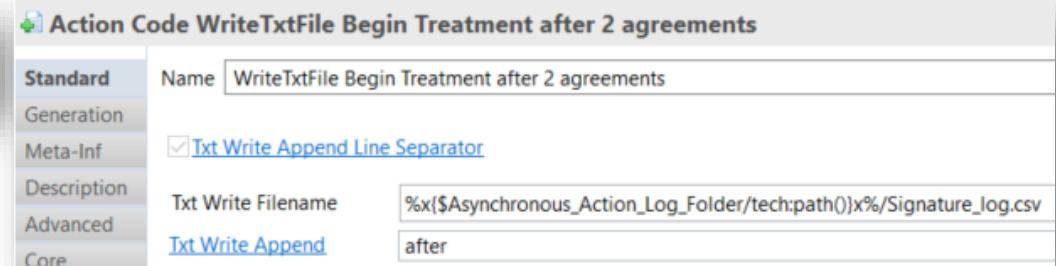 Action Code WriteTxtFile Begin Treatment after 2 agreements
Standard
Name WriteTxtFile Begin Treatment after 2 agreements
Generation
Meta-Inf
Txt Write Append Line Separator
Description
Txt Write Filename %x{$Asynchronous_Action_Log_Folder/tech:path()}x%/Signature_log.csv
Advanced
Txt Write Append after
Core